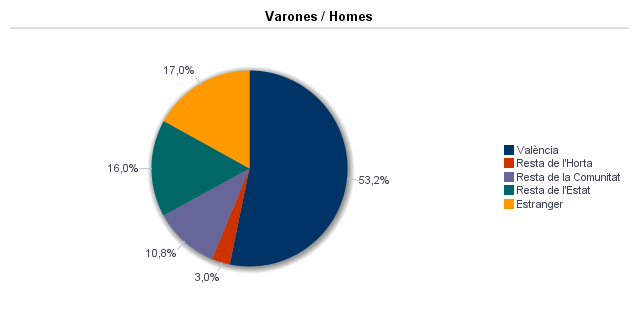 Varones / Homes
17,0%
16,0%
53,2%
10,8%
3,0%
València
Resta de l'Horta
Resta de la Comunitat
Resta de l'Estat
Estranger